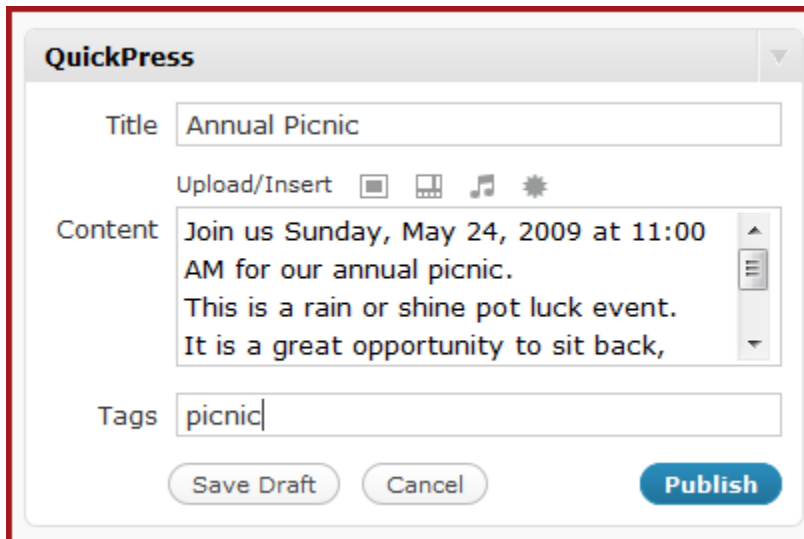 QuickPress
Title Annual Picnic
Upload/Insert
Content Join us Sunday, May 24, 2009 at 11:00
AM for our annual picnic.
This is a rain or shine pot luck event.
It is a great opportunity to sit back,
Tags picnic
Save Draft Cancel Publish